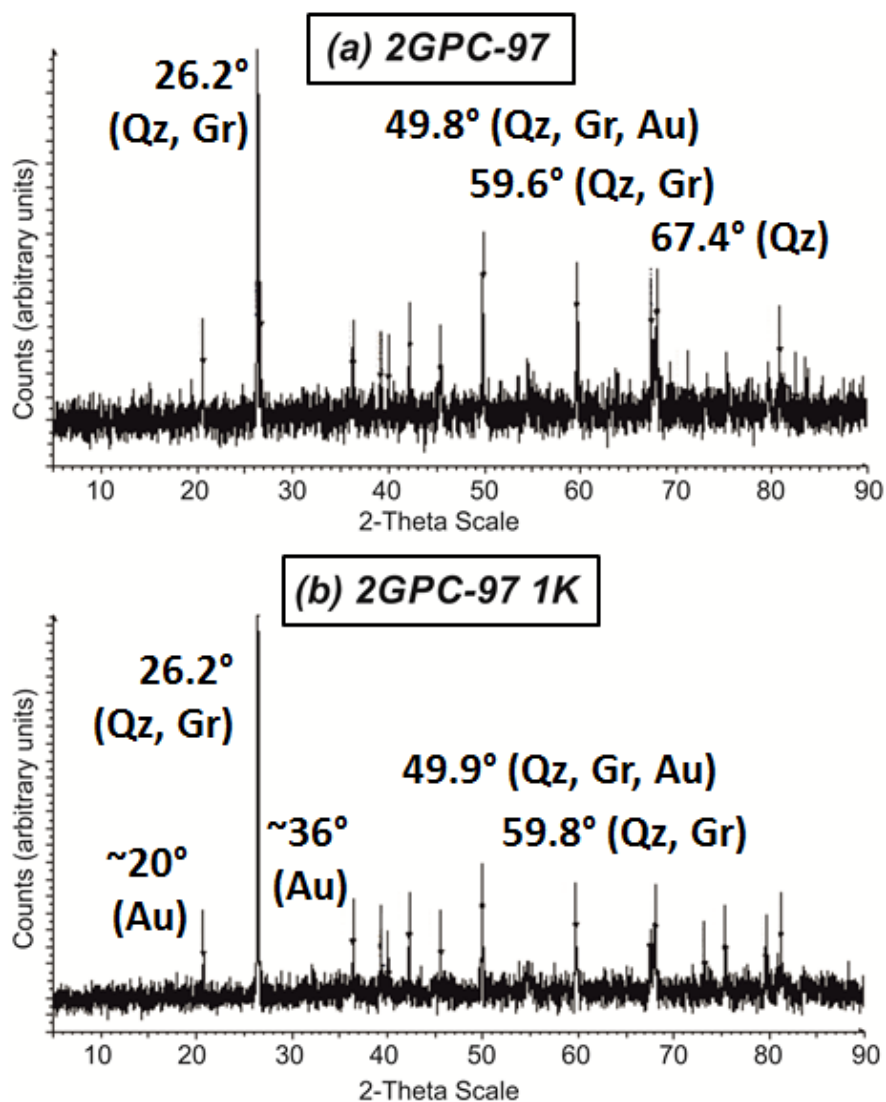 (a) 2GPC-97
26.2°
(Qz, Gr)
49.8° (Qz, Gr, Au)
59.6° (Qz, Gr)
67.4° (Qz)
Counts (arbitrary units)
10 20 30 40 50 60 70 80 90
2-Theta Scale
(b) 2GPC-97 1K
26.2°
(Qz, Gr)
49.9° (Qz, Gr, Au)
~36°
59.8° (Qz, Gr)
~20°
(Au)
(Au)
Counts (arbitrary units)
10 20 30 40 50 60 70 80 90
2-Theta Scale